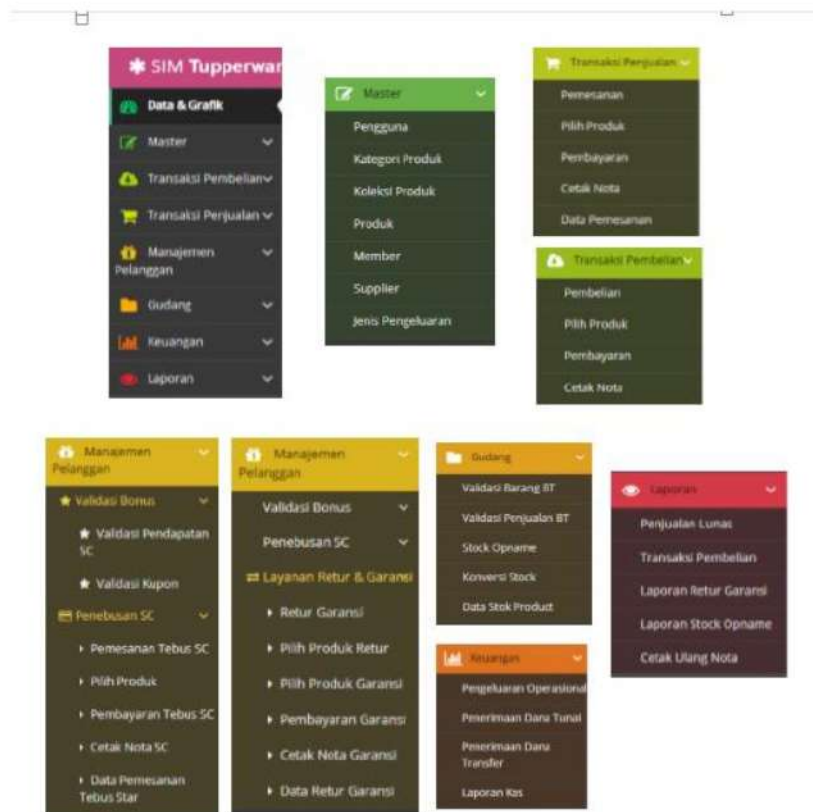 SIM Tupperwar
Data & Grafik
Master
Transaksi Pembelian
Transaksi Penjualan
Manajemen
Pelanggan
Gudang
Keuangan
Laporan
Master
Pengguna
Kategori Produk
Koleksi Produk
Produk
Member
Supplier
Jenis Pengeluaran
Transaksi Penjualan
Pemesanan
Pilih Produk
Pembayaran
Cetak Nota
Data Pemesanan
Transaksi Pembelian
Pembelian
Pilih Produk
Pembayaran
Cetak Nota
Manajemen
Pelanggan
Validasi Bonus
Validasi Pendapatan
SC
Validasi Kupon
Penebusan SC
Pemesanan Tebus SC
Pilih Produk
Pembayaran Tebus SC
Cetak Nota SC
Data Pemesanan
Tebus Star
Manajemen
Pelanggan
Validasi Bonus
Penebusan SC
Layanan Retur & Garansi
Retur Garansi
Pilih Produk Retur
Pilih Produk Garansi
Pembayaran Garansi
Cetak Nota Garansi
Data Retur Garansi
Gudang
Validasi Barang BT
Validasi Penjualan BT
Stock Opname
Konversi Stock
Data Stok Product
Keuangan
Pengeluaran Operasional
Penerimaan Dana Tunai
Penerimaan Dana
Transfer
Laporan Kas
Laporan
Penjualan Lunas
Transaksi Pembelian
Laporan Retur Garansi
Laporan Stock Opname
Cetak Ulang Nota